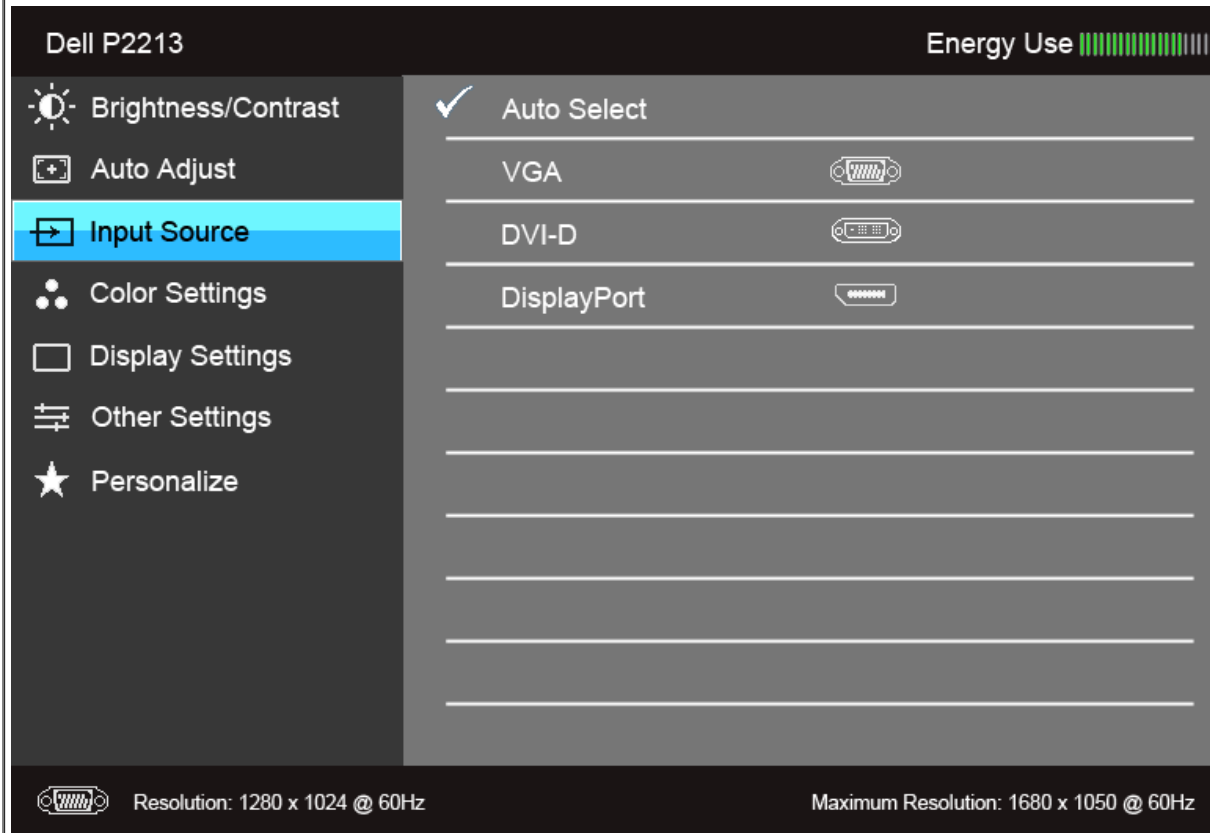 Dell P2213
Energy Use
Brightness/Contrast
Auto Adjust
Input Source
Color Settings
Display Settings
Other Settings
Personalize
Auto Select
VGA
DVI-D
DisplayPort
Resolution: 1280 x 1024 @ 60Hz
Maximum Resolution: 1680 x 1050 @ 60Hz